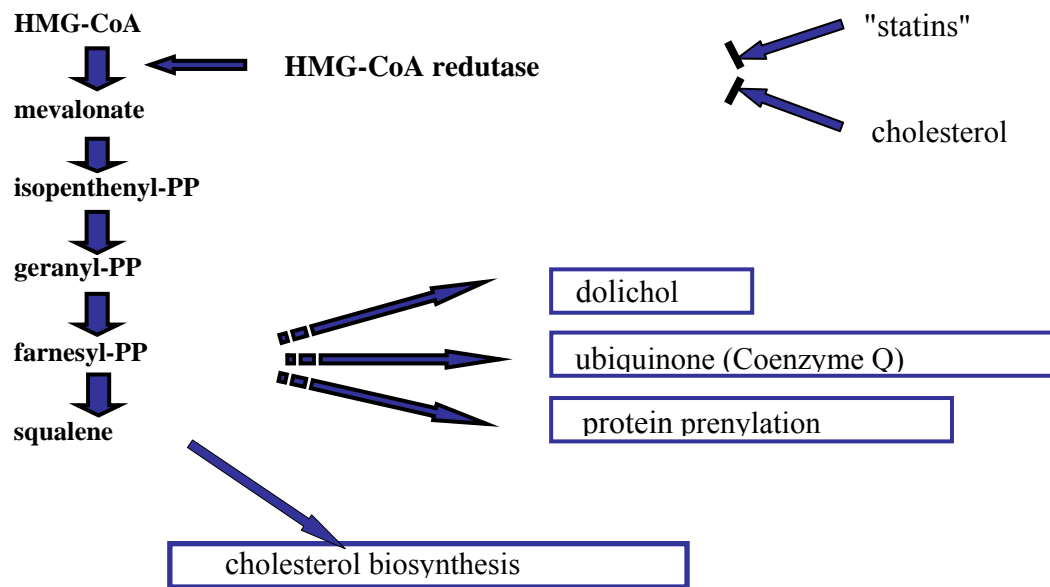 HMG-CoA
"statins"
HMG-CoA redutase
mevalonate
cholesterol
isopenthenyl-PP
geranyl-PP
dolichol
farnesyl-PP
ubiquinone (Coenzyme Q)
protein prenylation
squalene
cholesterol biosynthesis